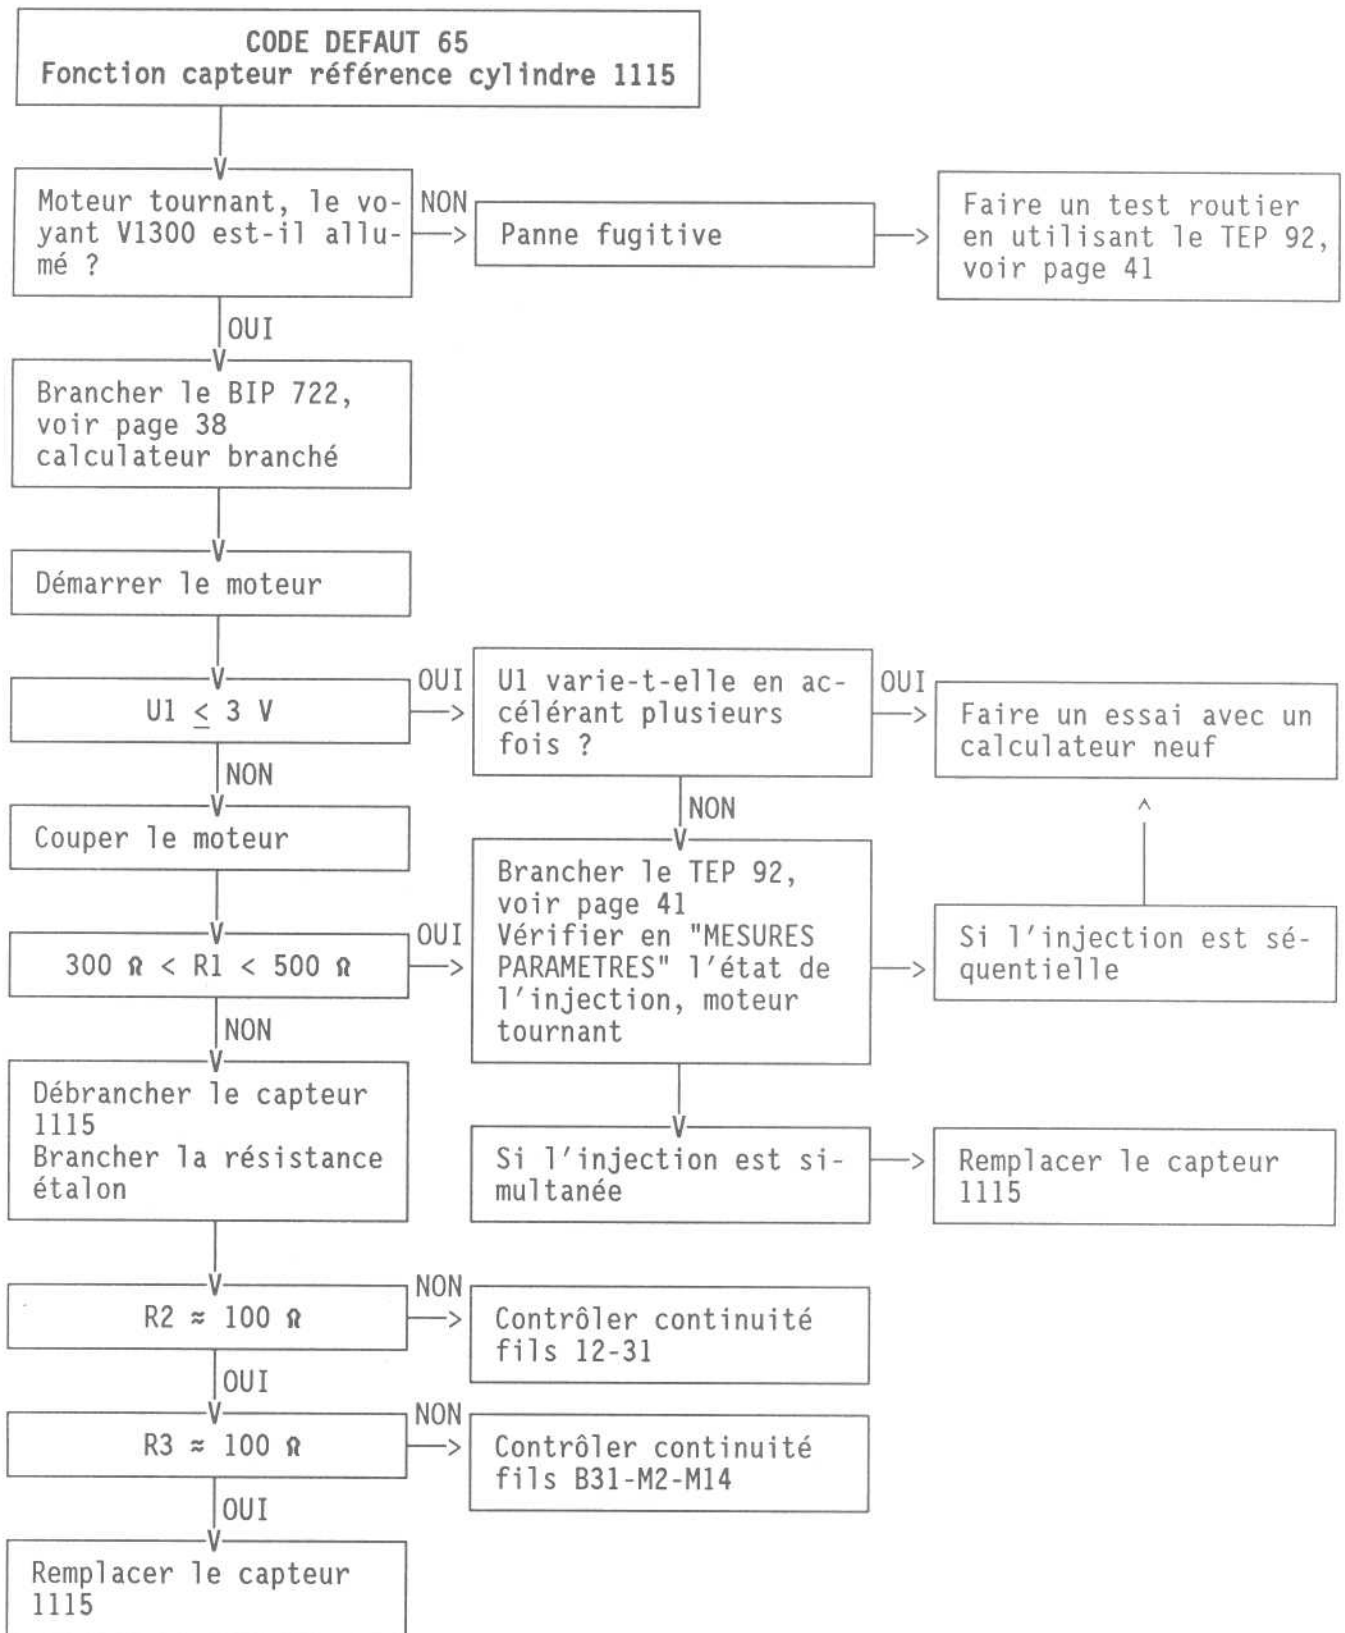 CODE DEFAUT 65
Fonction capteur référence cylindre 1115
Moteur tournant, le vo-
yant V1300 est-il allu-
mé ?
NON
Panne fugitive
Faire un test routier
en utilisant le TEP 92,
voir page 41
OUI
Brancher le BIP 722,
voir page 38
calculateur branché
Démarrer le moteur
U1 ≤ 3 V
OUI
U1 varie-t-elle en ac-
célérant plusieurs
fois ?
OUI
Faire un essai avec un
calculateur neuf
NON
Couper le moteur
NON
Brancher le TEP 92,
voir page 41
Vérifier en "MESURES
PARAMETRES" l'état de
l'injection, moteur
tournant
Si l'injection est sé-
quentielle
300 Ω < R1 < 500 Ω
OUI
NON
Débrancher le capteur
1115
Brancher la résistance
étalon
Si l'injection est si-
multanée
Remplacer le capteur
1115
R2 ≈ 100 Ω
NON
Contrôler continuité
fils 12-31
OUI
R3 ≈ 100 Ω
NON
Contrôler continuité
fils B31-M2-M14
OUI
Remplacer le capteur
1115